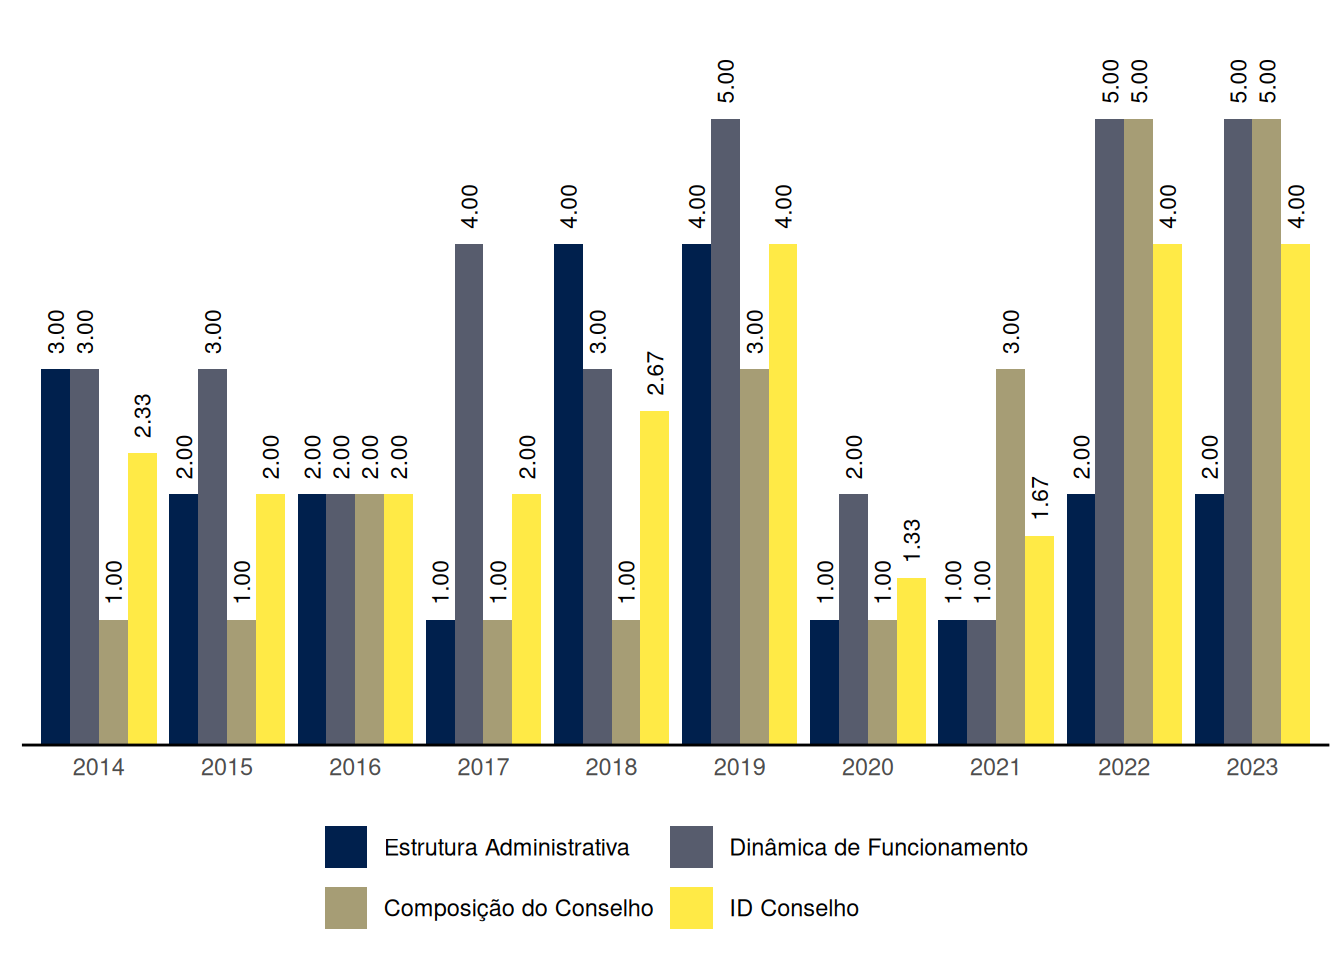 5.00 5.00 5.00 5.00 5.00
4.00 4.00 4.00 4.00 4.00 4.00
3.00 3.00 3.00 3.00 3.00 3.00
2.67
2.33
2.00 2.00 2.00 2.00 2.00 2.00 2.00 2.00 2.00 2.00
1.67
1.33
1.00 1.00 1.00 1.00 1.00 1.00 1.00 1.00 1.00
2014 2015 2016 2017 2018 2019 2020 2021 2022 2023
Estrutura Administrativa Dinâmica de Funcionamento
Composição do Conselho ID Conselho